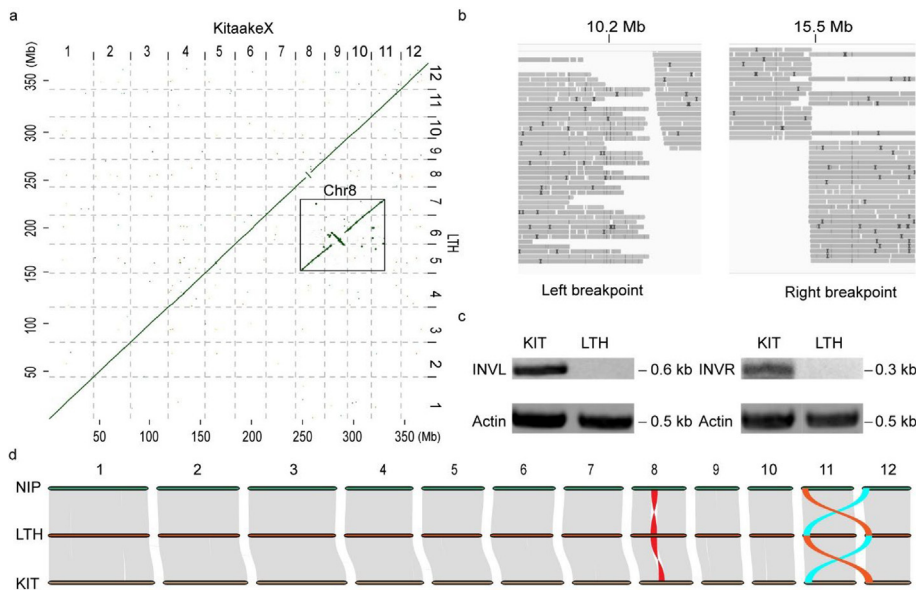 a
KitaakeX
1 2 3 4 5 6 7 8 9 10 11 12
(Mb)
350
300
250
200
150
100
50
12
11
10
9
8
7
6
5
4
3
2
1
LTH
Chr8
50 100 150 200 250 300 350 (Mb)
b
10.2 Mb 15.5 Mb
Left breakpoint Right breakpoint
c
KIT LTH KIT LTH
INVL 0.6 kb INVR 0.3 kb
Actin 0.5 kb Actin 0.5 kb
d
1 2 3 4 5 6 7 8 9 10 11 12
NIP
LTH
KIT